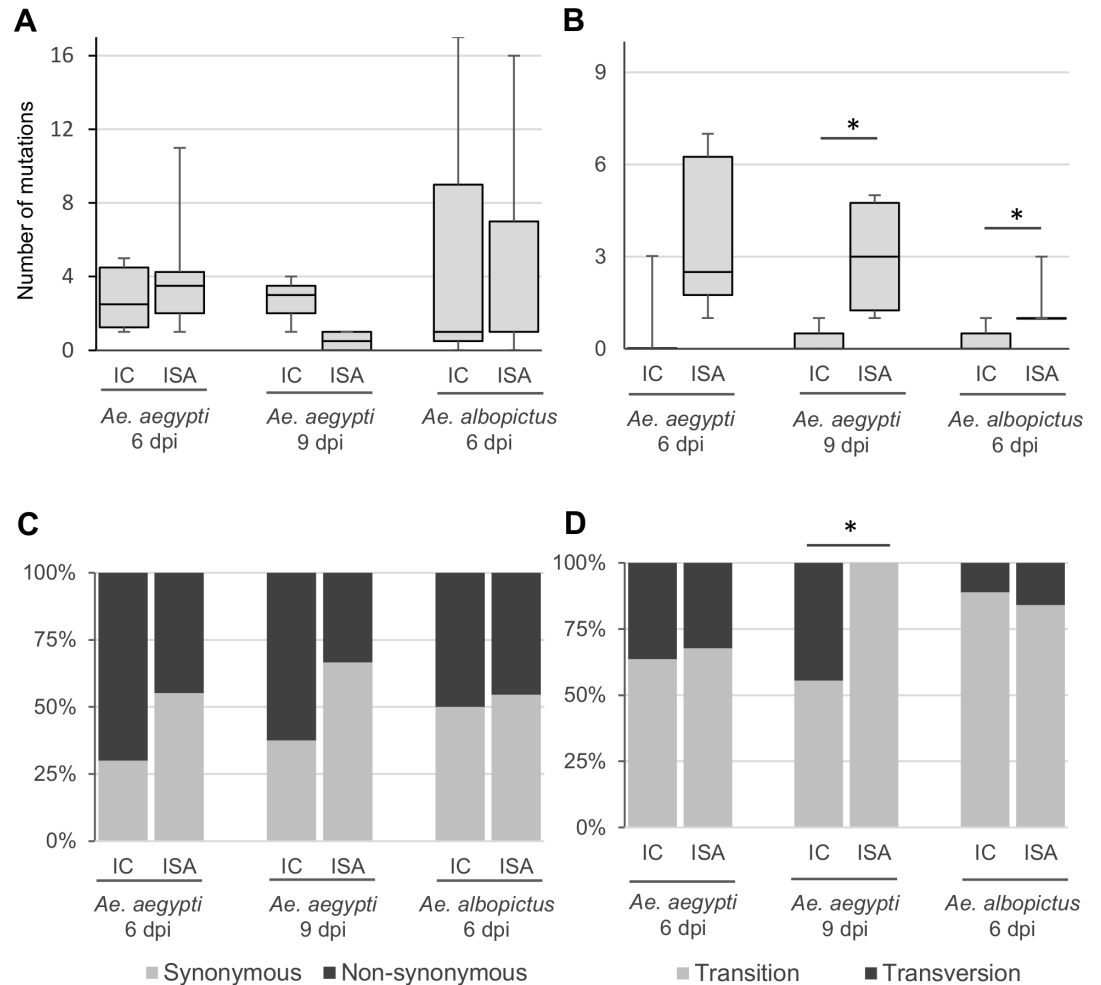 A
Number of mutations
16
12
8
4
0
IC ISA IC ISA IC ISA
Ae. aegypti Ae. aegypti Ae. albopictus
6 dpi 9 dpi 6 dpi
B
9
6
3
0
*
*
IC ISA IC ISA IC ISA
Ae. aegypti Ae. aegypti Ae. albopictus
6 dpi 9 dpi 6 dpi
C
100%
75%
50%
25%
0%
IC ISA IC ISA IC ISA
Ae. aegypti Ae. aegypti Ae. albopictus
6 dpi 9 dpi 6 dpi
Synonymous Non-synonymous
D
*
100%
75%
50%
25%
0%
IC ISA IC ISA IC ISA
Ae. aegypti Ae. aegypti Ae. albopictus
6 dpi 9 dpi 6 dpi
Transition Transversion